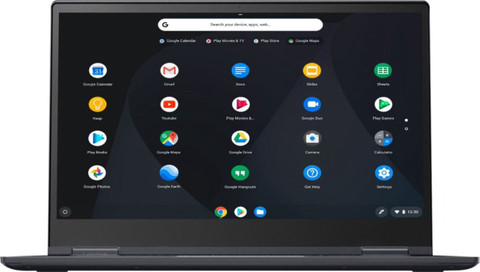 Search your device, apps, web...
Google Calendar Play Movies & TV Play Store Google Maps
Google Calendar Gmail Docs Slides Sheets
Keep Youtube Play Movies &... Google Duo Play Games
Play Books Google Maps Google Drive Camera Calculator
Google Photos Google Earth Google Hangouts Get Help Settings
12:30